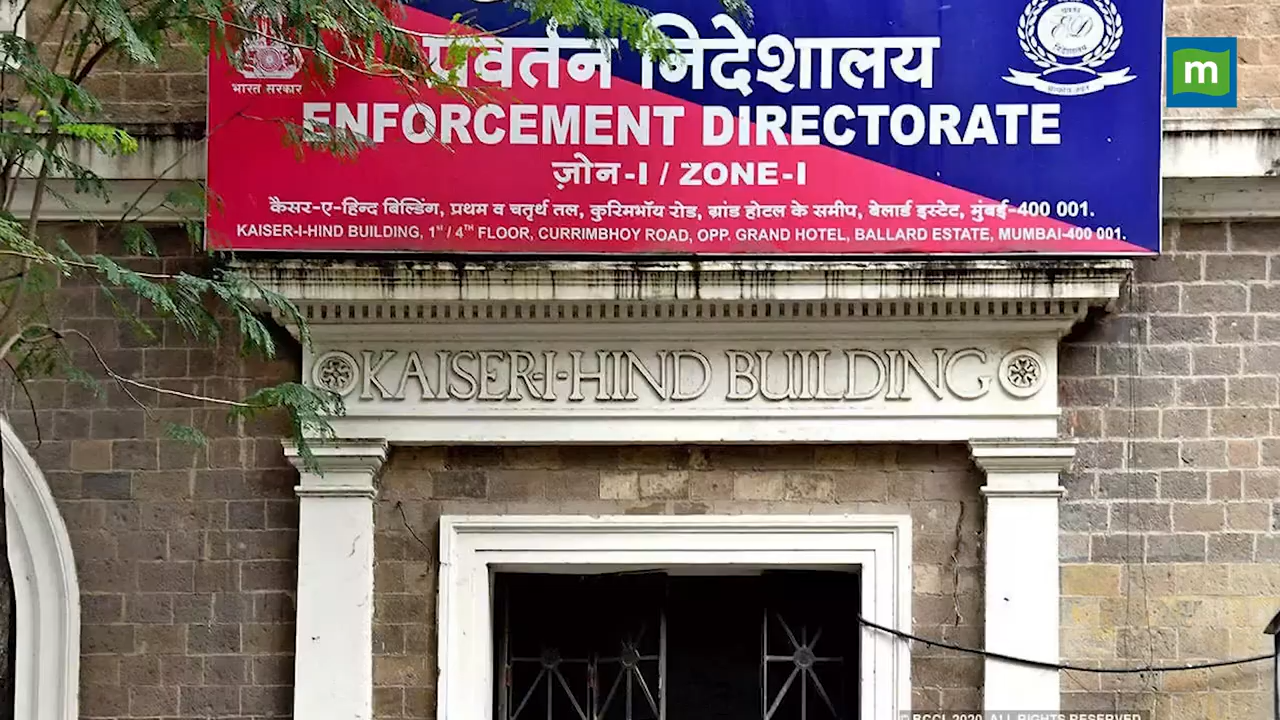 प्रवर्तन निदेशालय
भारत सरकार
ENFORCEMENT DIRECTORATE
ज़ोन-I / ZONE-I
कैसर-ए-हिन्द बिल्डिंग, प्रथम व चतुर्थ तल, कुरिमभॉय रोड, ब्रांड होटल के समीप, बेलार्ड इस्टेट, मुंबई-400 001.
KAISER-I-HIND BUILDING, 1ST / 4TH FLOOR, CURRIMBHOY ROAD, OPP. GRAND HOTEL, BALLARD ESTATE, MUMBAI-400 001.
KAISER-I-HIND BUILDING
m
© BCCL 2020. ALL RIGHTS RESERVED.